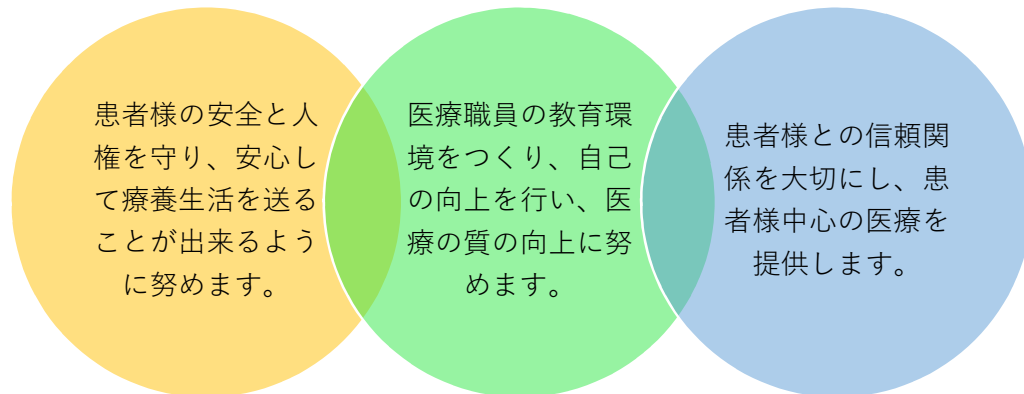 患者様の安全と人
権を守り、安心し
て療養生活を送る
ことが出来るよう
に努めます。
医療職員の教育環
境をつくり、自己
の向上を行い、医
療の質の向上に努
めます。
患者様との信頼関
係を大切にし、患
者様中心の医療を
提供します。